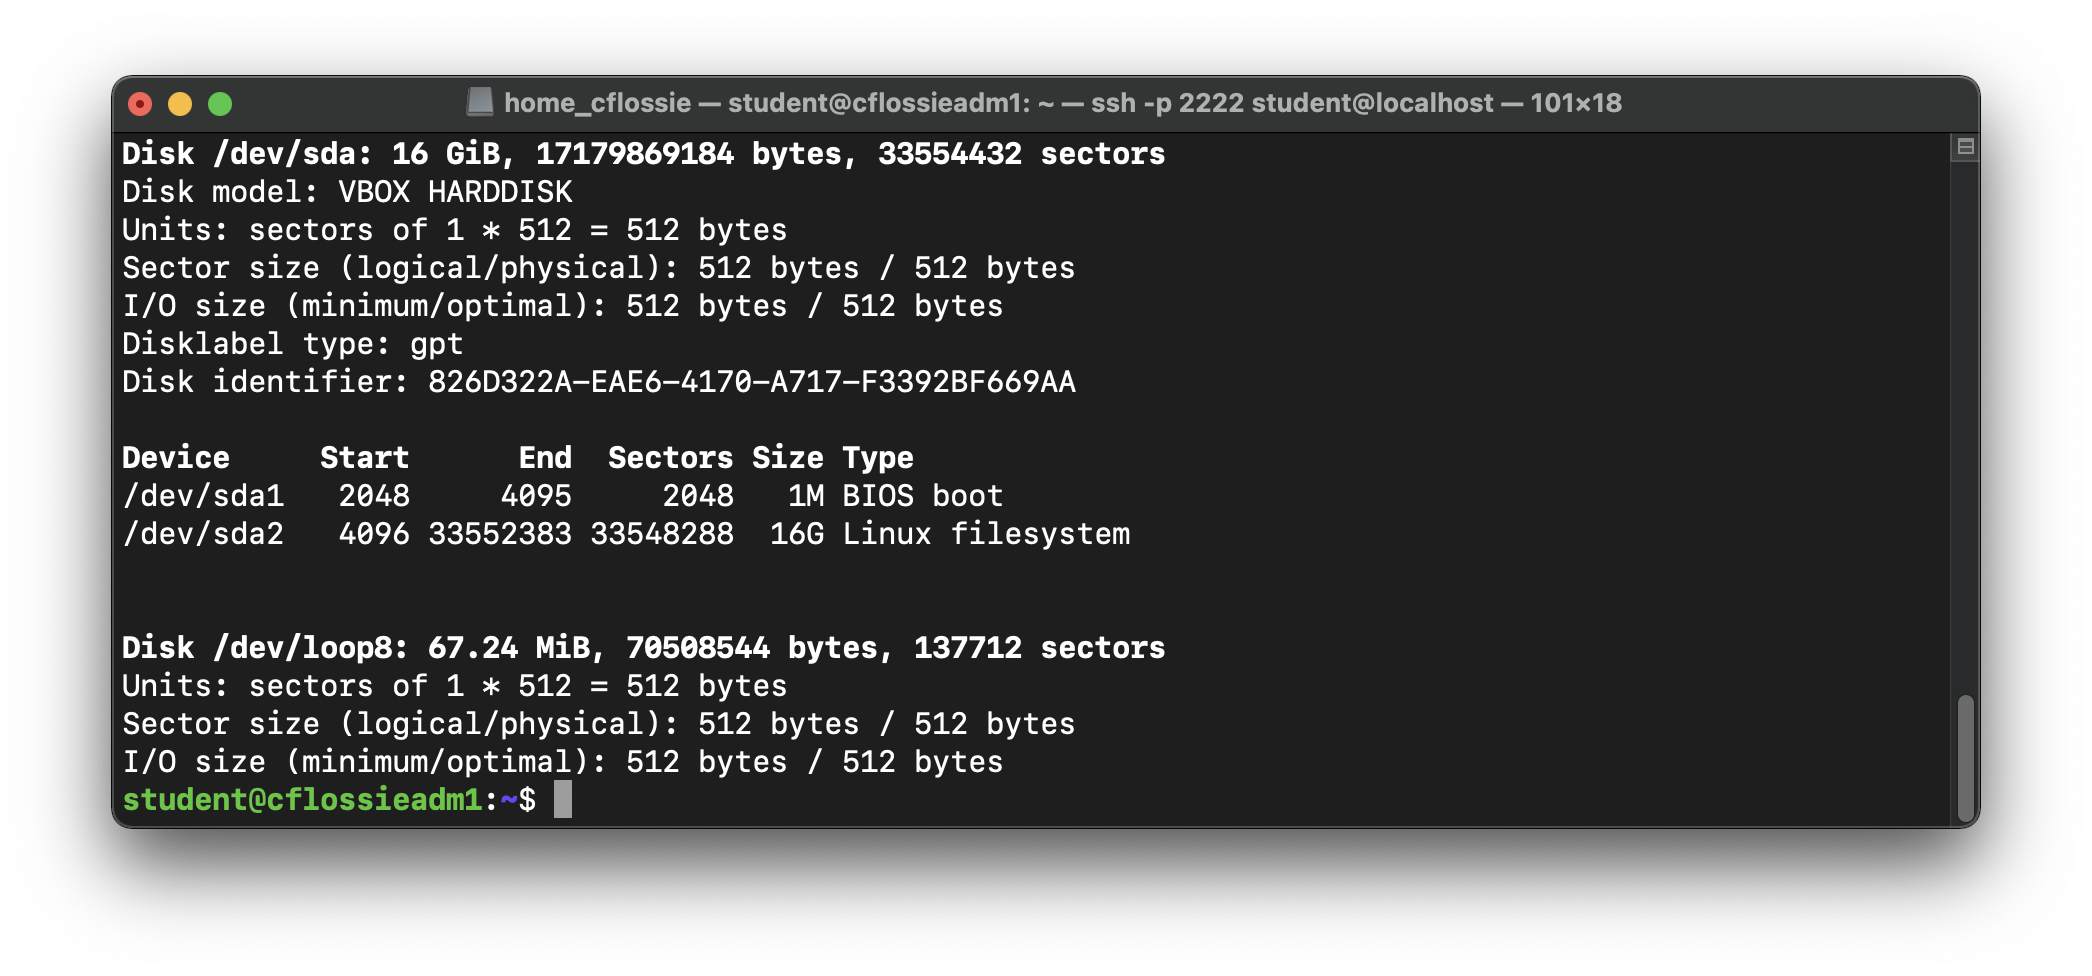 home_cflossie — student@cflossieadm1: ~ — ssh -p 2222 student@localhost — 101×18
Disk /dev/sda: 16 GiB, 17179869184 bytes, 33554432 sectors
Disk model: VBOX HARDDISK
Units: sectors of 1 * 512 = 512 bytes
Sector size (logical/physical): 512 bytes / 512 bytes
I/O size (minimum/optimal): 512 bytes / 512 bytes
Disklabel type: gpt
Disk identifier: 826D322A-EAE6-4170-A717-F3392BF669AA
Device     Start      End  Sectors Size Type
/dev/sda1   2048     4095     2048   1M BIOS boot
/dev/sda2   4096 33552383 33548288  16G Linux filesystem
Disk /dev/loop8: 67.24 MiB, 70508544 bytes, 137712 sectors
Units: sectors of 1 * 512 = 512 bytes
Sector size (logical/physical): 512 bytes / 512 bytes
I/O size (minimum/optimal): 512 bytes / 512 bytes
student@cflossieadm1:~$